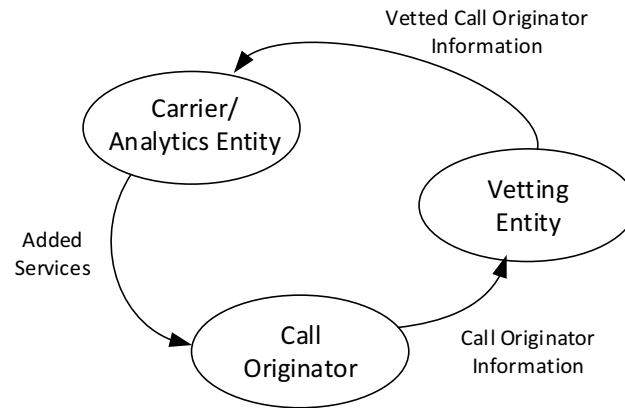 Vetted Call Originator
Information
Carrier/
Analytics Entity
Vetting
Entity
Added
Services
Call
Originator
Call Originator
Information